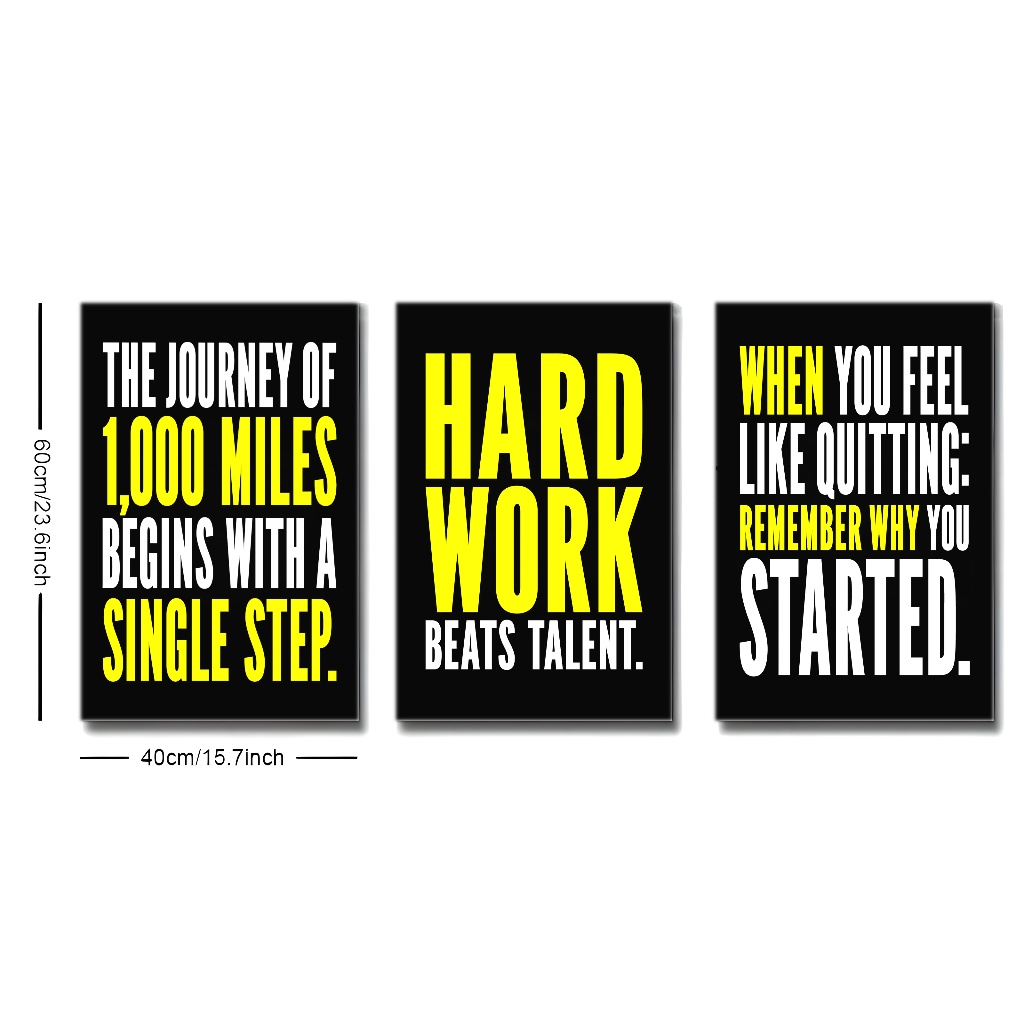 THE JOURNEY OF
1,000 MILES
BEGINS WITH A
SINGLE STEP.
HARD
WORK
BEATS TALENT.
WHEN YOU FEEL
LIKE QUITTING:
REMEMBER WHY YOU
STARTED.
60cm/23.6inch
40cm/15.7inch